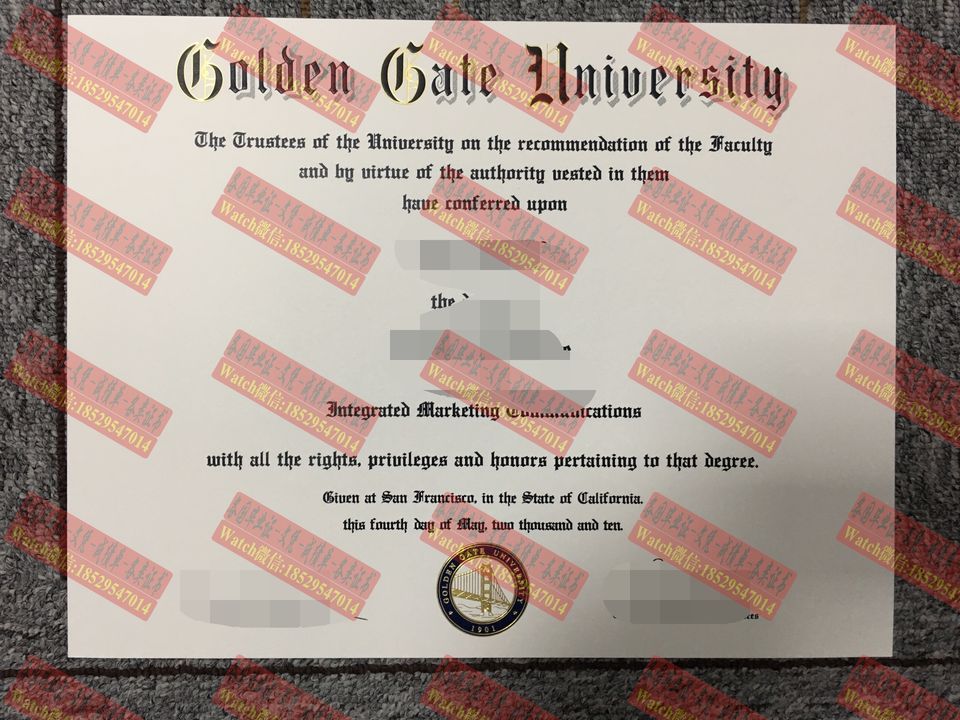 Golden Gate University
The Trustees of the University on the recommendation of the Faculty
and by virtue of the authority vested in them
have conferred upon
the
Integrated Marketing
with all the rights, privileges and honors pertaining to that degree.
Given at San Francisco, in the State of California,
this fourth day of May, two thousand and ten.
GOLDEN GATE UNIVERSITY
1901
Watch微信:18529547014